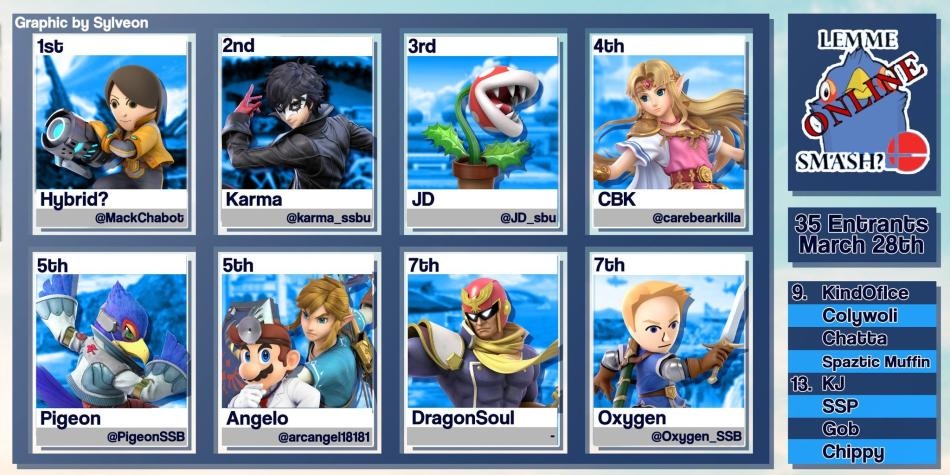 Graphic by Sylveon
1st
Hybrid?
@MackChabot
2nd
Karma
@karma_ssbu
3rd
JD
@JD_sbu
4th
CBK
@carebearkilla
5th
Pigeon
@PigeonSSB
5th
Angelo
@arcangel18181
7th
DragonSoul
-
7th
Oxygen
@Oxygen_SSB
LEMME
ONLINE
SMASH?
35 Entrants
March 28th
9. KindOfIce
Colywoli
Chatta
Spaztic Muffin
13. KJ
SSP
Gob
Chippy